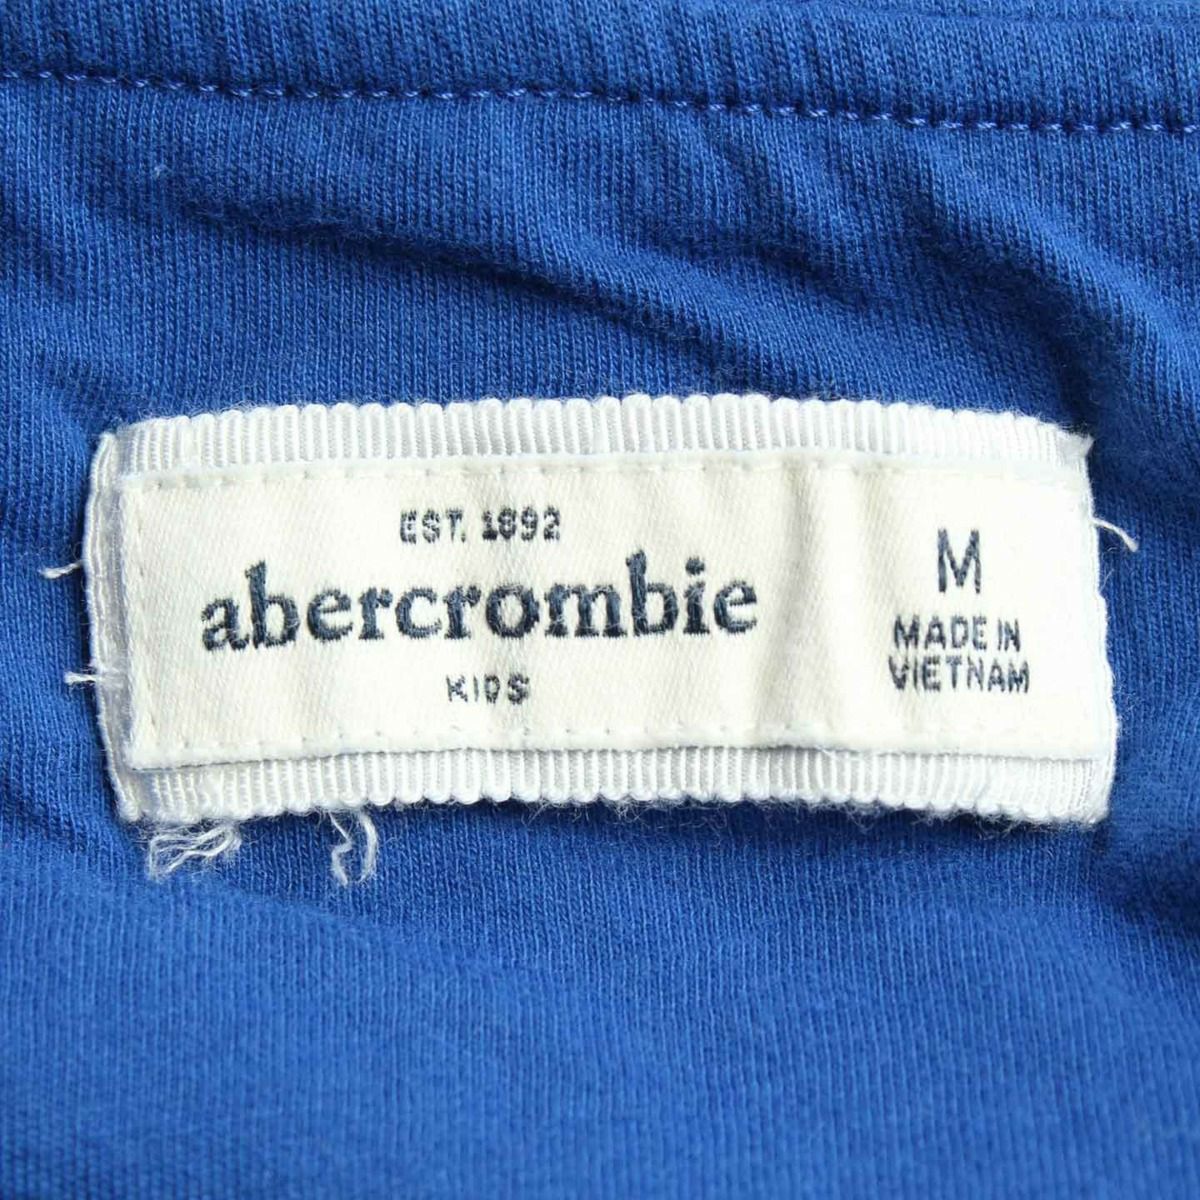 EST. 1892
abercrombie
KIDS
M
MADE IN
VIETNAM